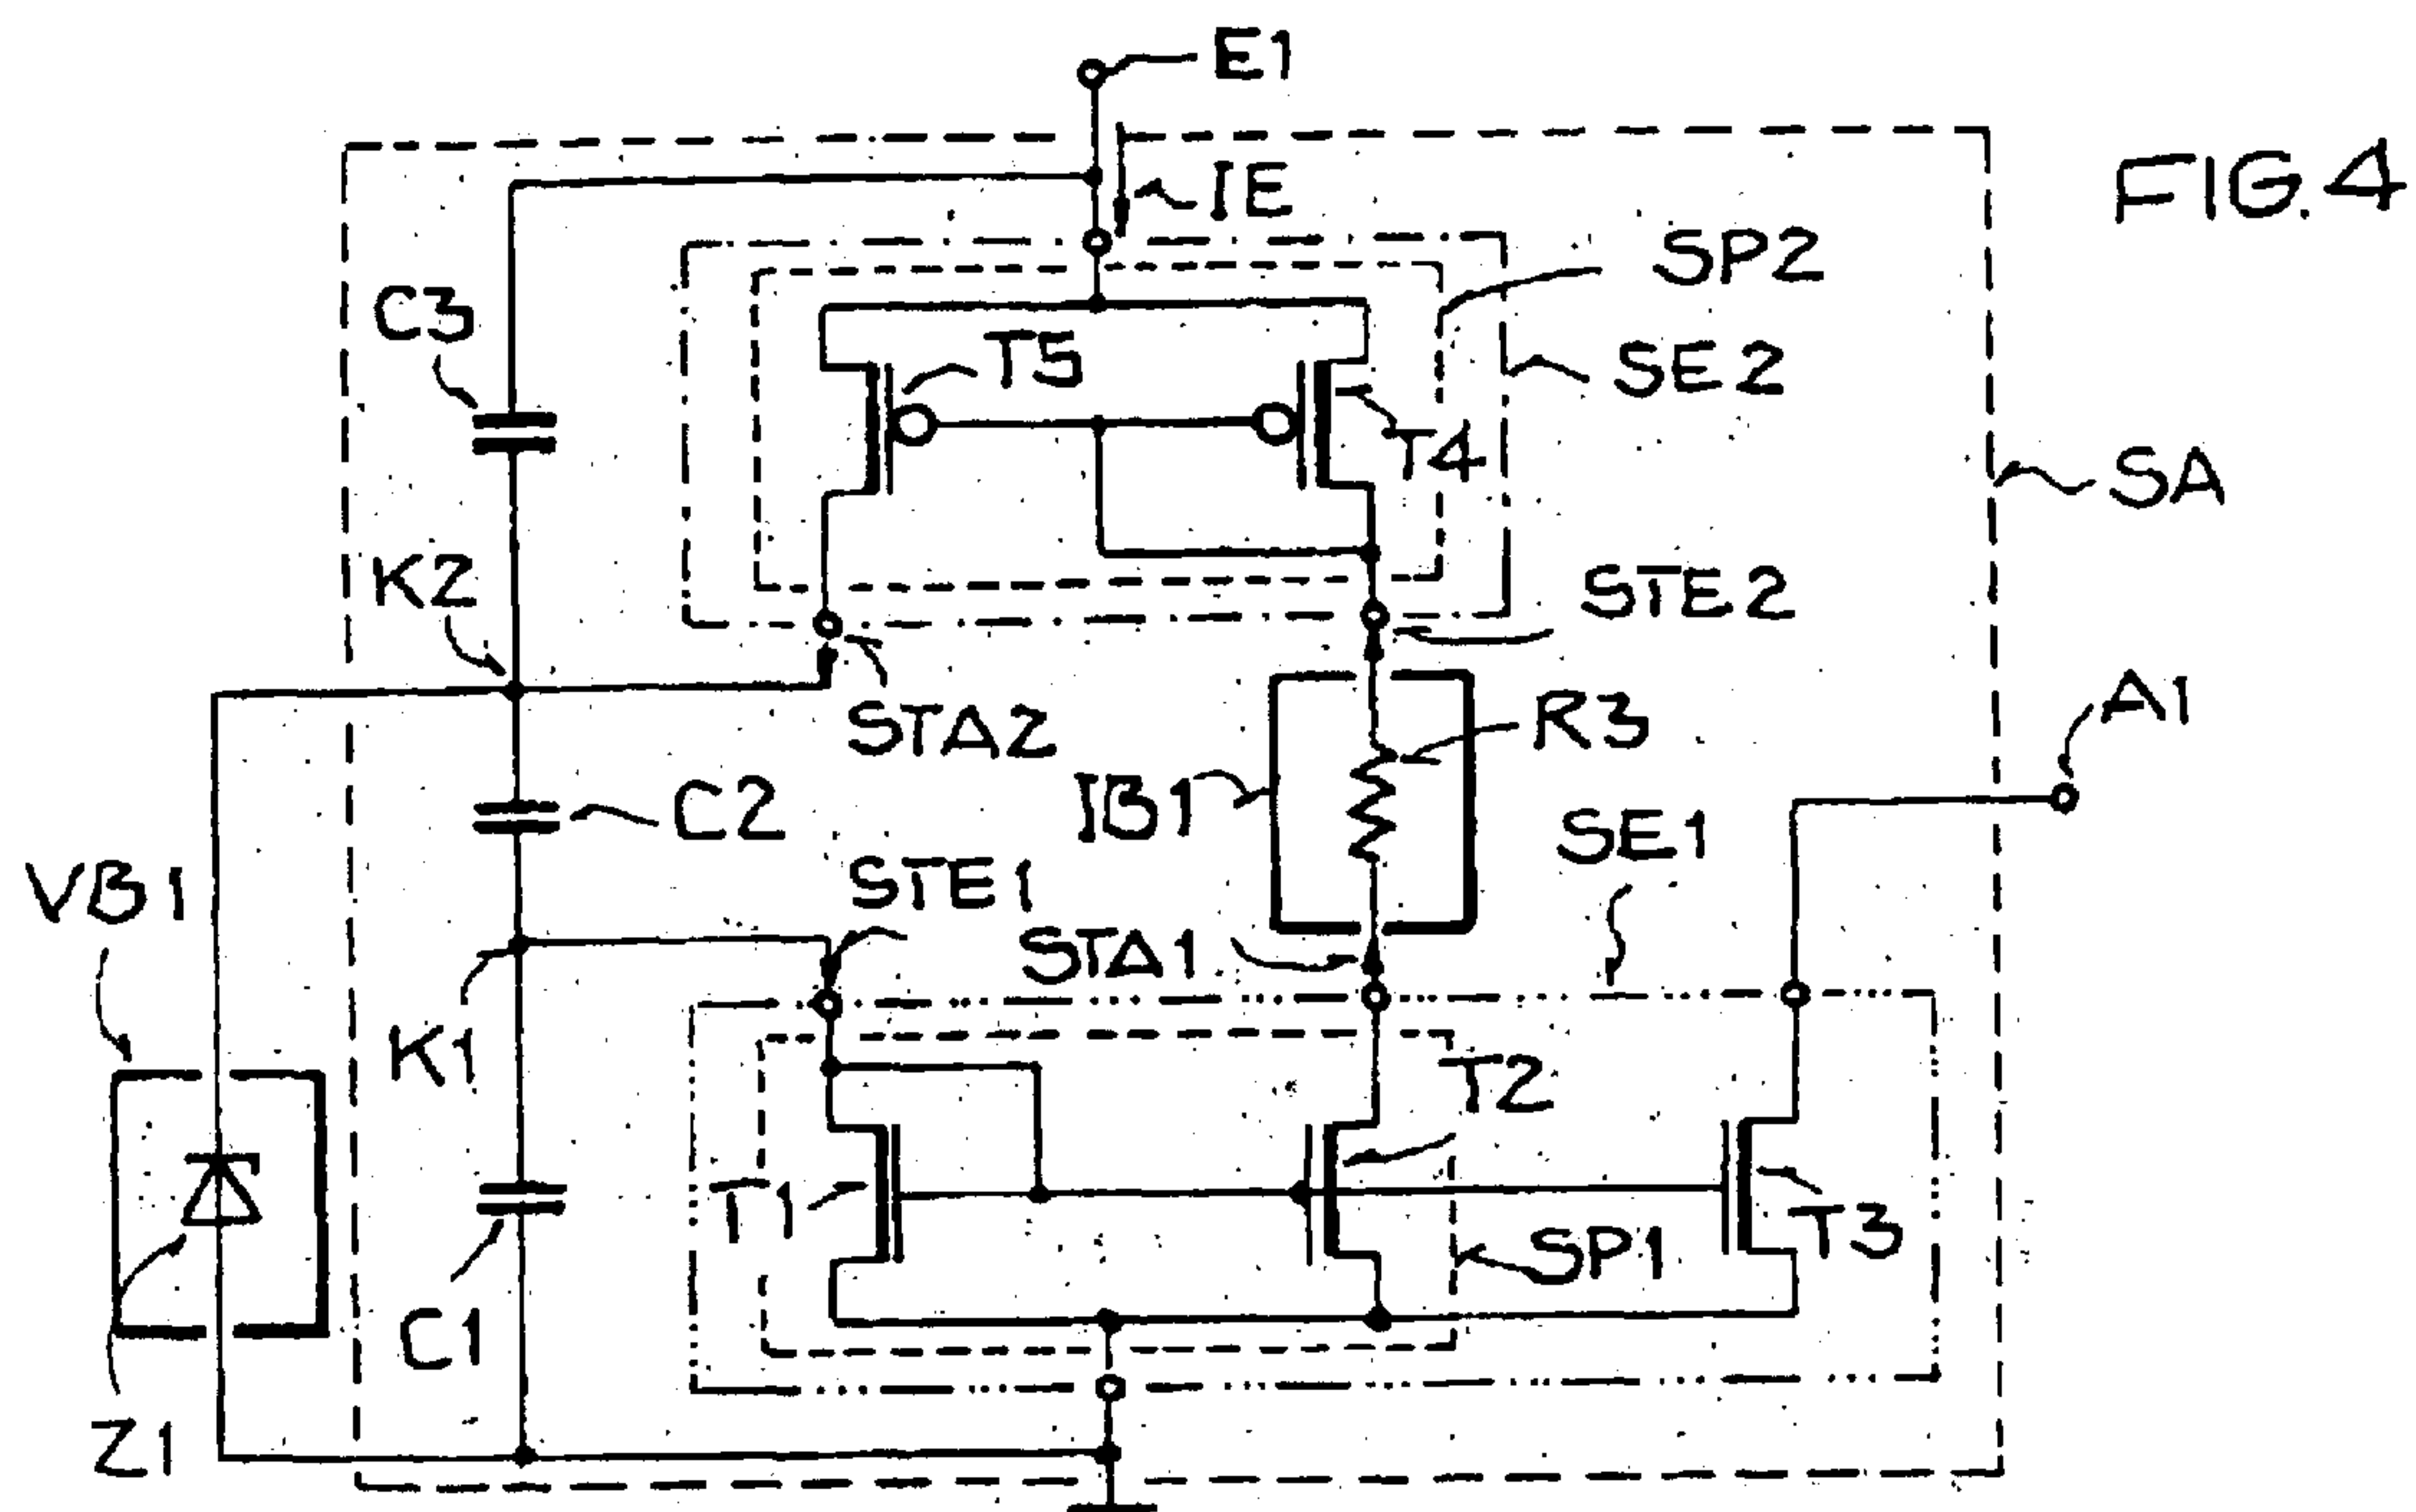 E1
FIG.4
IE
SP2
C3
T5
SE2
T4
SA
K2
STE2
STA2
R3
A1
IB1
C2
SE1
VB1
STE1
STA1
K1
T2
T1
SP1
T3
C1
Z1